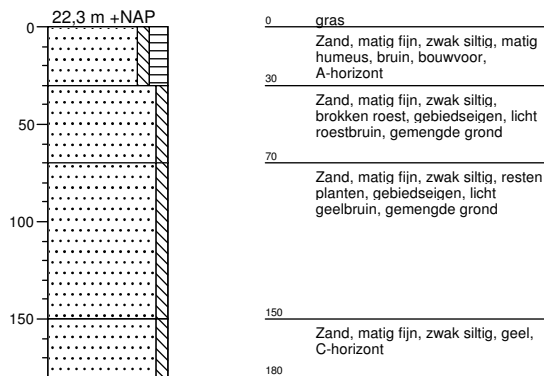 22,3 m +NAP
0
50
100
150
0 gras
Zand, matig fijn, zwak siltig, matig
humeus, bruin, bouwvoor,
A-horizont
30
Zand, matig fijn, zwak siltig,
brokken roest, gebiedseigen, licht
roestbruin, gemengde grond
70
Zand, matig fijn, zwak siltig, resten
planten, gebiedseigen, licht
geelbruin, gemengde grond
150
Zand, matig fijn, zwak siltig, geel,
C-horizont
180